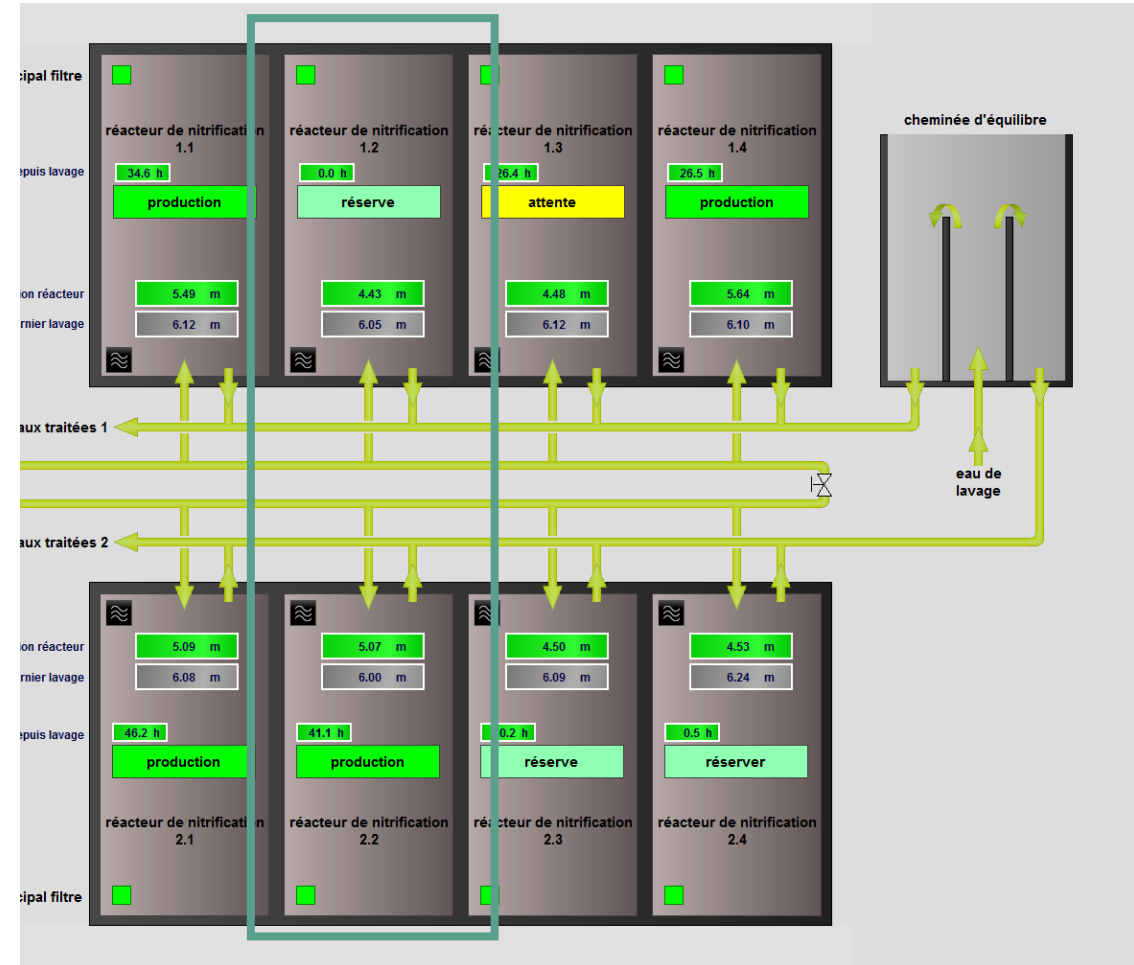 cipal filtre
réacteur de nitrification
1.1
réacteur de nitrification
1.2
réacteur de nitrification
1.3
réacteur de nitrification
1.4
cheminée d'équilibre
epuis lavage
34.6 h
0.0 h
26.4 h
26.5 h
production
réserve
attente
production
ion réacteur
5.49 m
4.43 m
4.48 m
5.64 m
rnier lavage
6.12 m
6.05 m
6.12 m
6.10 m
aux traitées 1
eau de
lavage
aux traitées 2
ion réacteur
5.09 m
5.07 m
4.50 m
4.53 m
rnier lavage
6.08 m
6.00 m
6.09 m
6.24 m
epuis lavage
46.2 h
41.1 h
0.2 h
0.5 h
production
production
réserve
réserver
réacteur de nitrification
2.1
réacteur de nitrification
2.2
réacteur de nitrification
2.3
réacteur de nitrification
2.4
cipal filtre